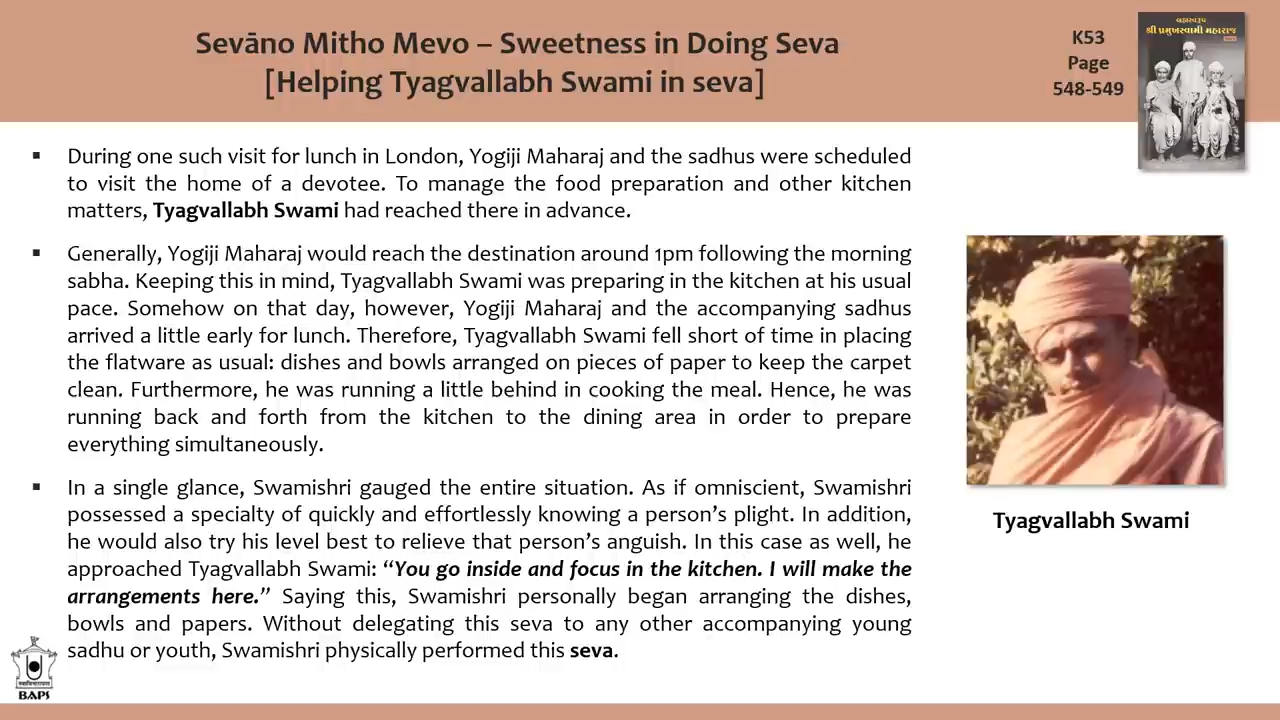 Sevāno Mitho Mevo – Sweetness in Doing Seva
[Helping Tyagvallabh Swami in seva]
K53
Page
548-549
બ્રહ્મસ્વરૂપ
શ્રી પ્રમુખસ્વામી મહારાજ
▪ During one such visit for lunch in London, Yogiji Maharaj and the sadhus were scheduled
to visit the home of a devotee. To manage the food preparation and other kitchen
matters, Tyagvallabh Swami had reached there in advance.
▪ Generally, Yogiji Maharaj would reach the destination around 1pm following the morning
sabha. Keeping this in mind, Tyagvallabh Swami was preparing in the kitchen at his usual
pace. Somehow on that day, however, Yogiji Maharaj and the accompanying sadhus
arrived a little early for lunch. Therefore, Tyagvallabh Swami fell short of time in placing
the flatware as usual: dishes and bowls arranged on pieces of paper to keep the carpet
clean. Furthermore, he was running a little behind in cooking the meal. Hence, he was
running back and forth from the kitchen to the dining area in order to prepare
everything simultaneously.
▪ In a single glance, Swamishri gauged the entire situation. As if omniscient, Swamishri
possessed a specialty of quickly and effortlessly knowing a person’s plight. In addition,
he would also try his level best to relieve that person’s anguish. In this case as well, he
approached Tyagvallabh Swami: “You go inside and focus in the kitchen. I will make the
arrangements here.” Saying this, Swamishri personally began arranging the dishes,
bowls and papers. Without delegating this seva to any other accompanying young
sadhu or youth, Swamishri physically performed this seva.
Tyagvallabh Swami
BAPS